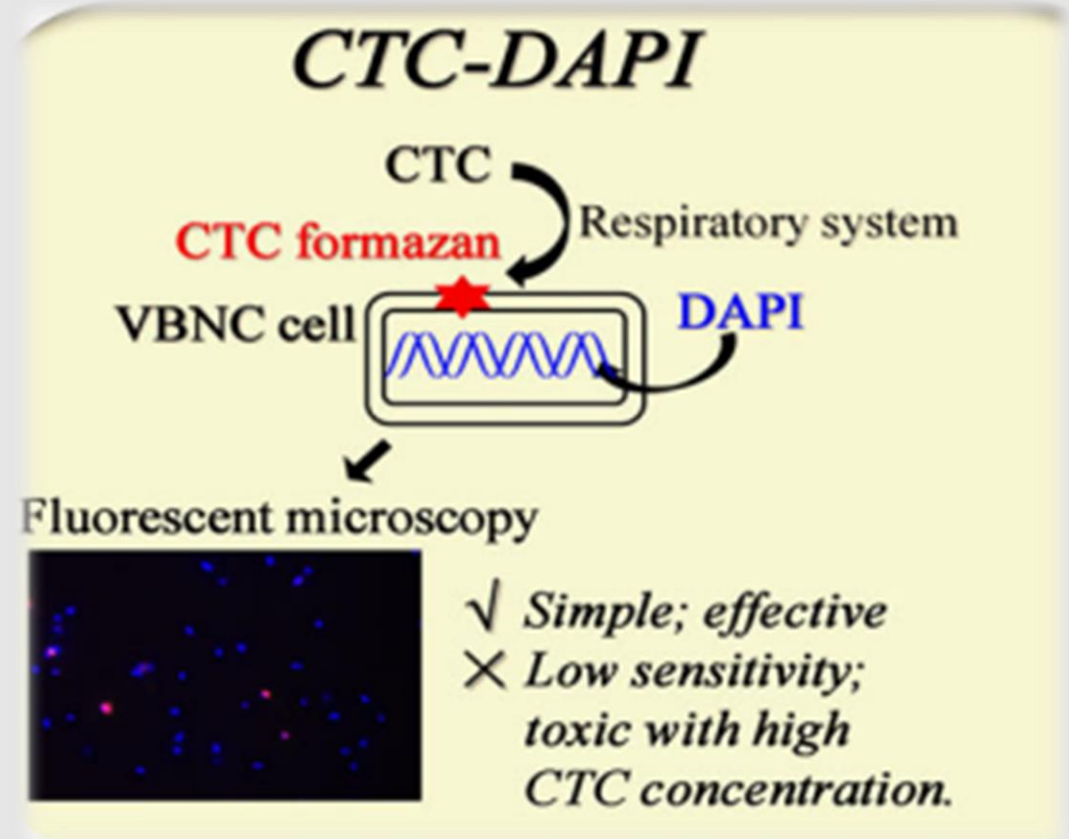 CTC-DAPI
CTC
Respiratory system
CTC formazan
VBNC cell
DAPI
Fluorescent microscopy
√ Simple; effective
× Low sensitivity;
toxic with high
CTC concentration.